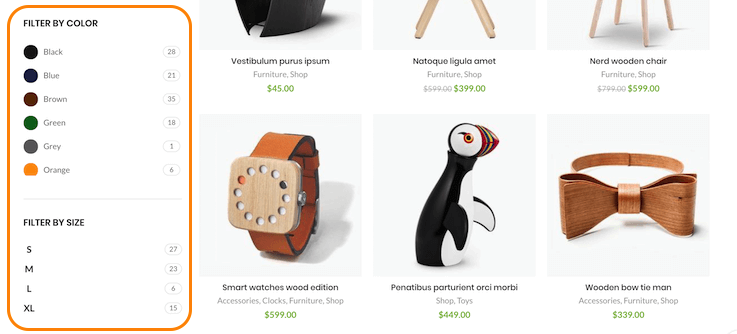 FILTER BY COLOR
Black 28
Blue 21
Brown 35
Green 18
Grey 1
Orange 6
FILTER BY SIZE
S 27
M 23
L 6
XL 15
Vestibulum purus ipsum
Furniture, Shop
$45.00
Natoque ligula amet
Furniture, Shop
$599.00 $399.00
Nerd wooden chair
Furniture, Shop
$799.00 $599.00
Smart watches wood edition
Accessories, Clocks, Furniture, Shop
$599.00
Penatibus parturient orci morbi
Shop, Toys
$449.00
Wooden bow tie man
Accessories, Furniture, Shop
$339.00